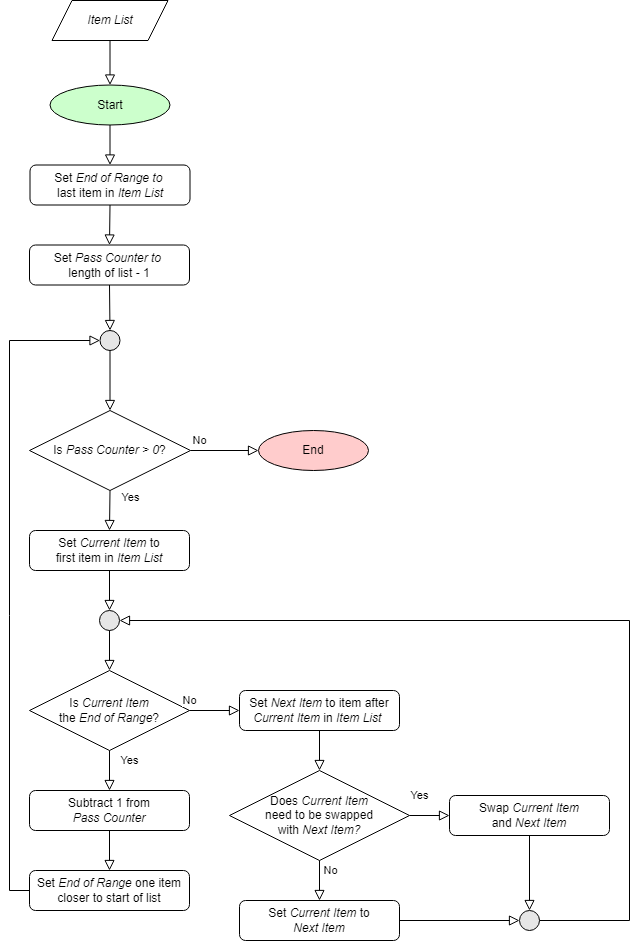 Item List
Start
Set End of Range to
last item in Item List
Set Pass Counter to
length of list - 1
Is Pass Counter > 0?
No
End
Yes
Set Current Item to
first item in Item List
Is Current Item
the End of Range?
No
Set Next Item to item after
Current Item in Item List
Yes
Subtract 1 from
Pass Counter
Does Current Item
need to be swapped
with Next Item?
Yes
Swap Current Item
and Next Item
No
Set End of Range one item
closer to start of list
Set Current Item to
Next Item